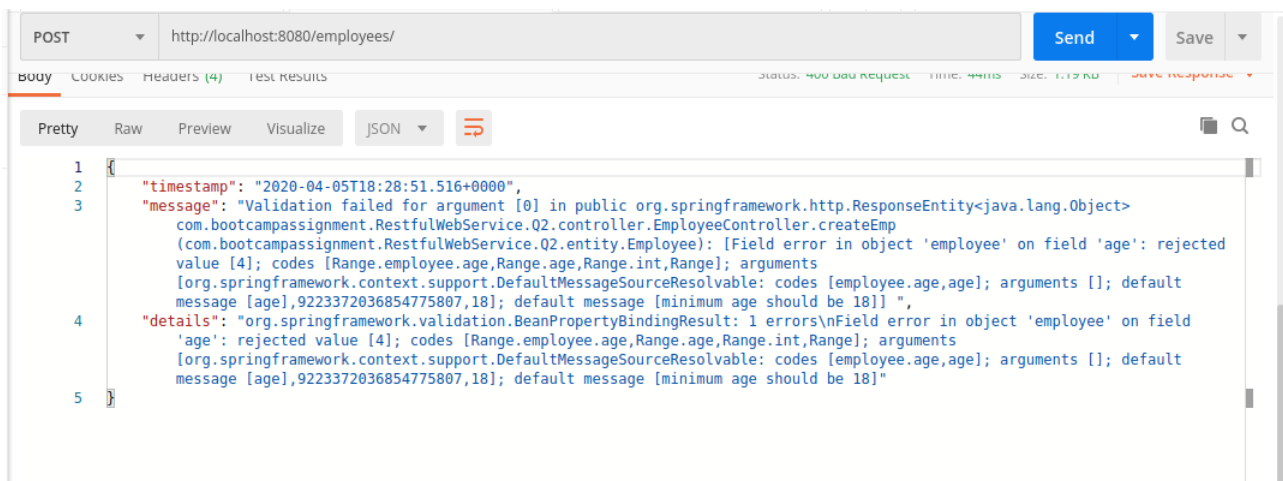 POST http://localhost:8080/employees/ Send Save
Body Cookies Headers (4) Test Results Status: 400 Bad Request Time: 44ms Size: 1.19 KB Save Response
Pretty Raw Preview Visualize JSON
1 {
2 "timestamp": "2020-04-05T18:28:51.516+0000",
3 "message": "Validation failed for argument [0] in public org.springframework.http.ResponseEntity<java.lang.Object>
com.bootcampassignment.RestfulWebService.Q2.controller.EmployeeController.createEmp
(com.bootcampassignment.RestfulWebService.Q2.entity.Employee): [Field error in object 'employee' on field 'age': rejected
value [4]; codes [Range.employee.age,Range.age,Range.int,Range]; arguments
[org.springframework.context.support.DefaultMessageSourceResolvable: codes [employee.age,age]; arguments []; default
message [age],9223372036854775807,18]; default message [minimum age should be 18]] ",
4 "details": "org.springframework.validation.BeanPropertyBindingResult: 1 errors\nField error in object 'employee' on field
'age': rejected value [4]; codes [Range.employee.age,Range.age,Range.int,Range]; arguments
[org.springframework.context.support.DefaultMessageSourceResolvable: codes [employee.age,age]; arguments []; default
message [age],9223372036854775807,18]; default message [minimum age should be 18]"
5 }